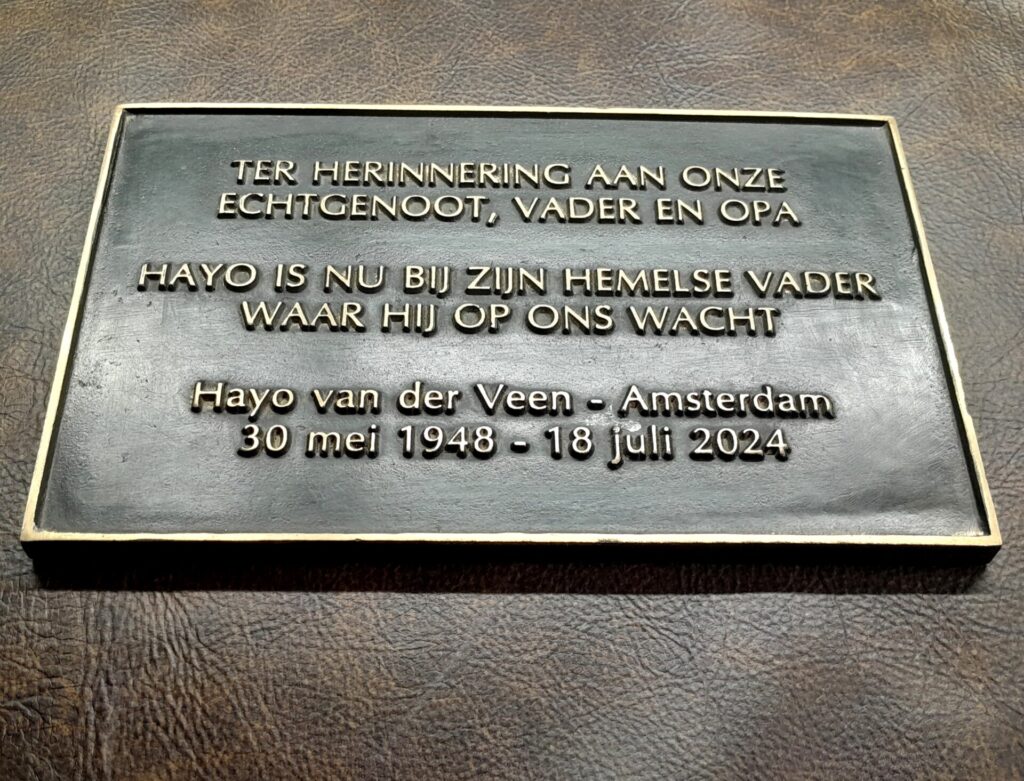 TER HERINNERING AAN ONZE
ECHTGENOOT, VADER EN OPA
HAYO IS NU BIJ ZIJN HEMELSE VADER
WAAR HIJ OP ONS WACHT
Hayo van der Veen - Amsterdam
30 mei 1948 - 18 juli 2024